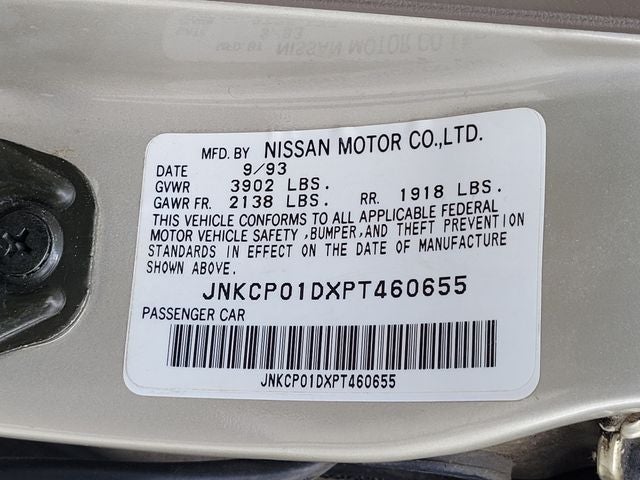 MFD. BY NISSAN MOTOR CO.,LTD.
DATE 9/93
GVWR 3902 LBS.
GAWR FR. 2138 LBS. RR. 1918 LBS.
THIS VEHICLE CONFORMS TO ALL APPLICABLE FEDERAL
MOTOR VEHICLE SAFETY ,BUMPER,AND THEFT PREVENTION
STANDARDS IN EFFECT ON THE DATE OF MANUFACTURE
SHOWN ABOVE.
JNKCP01DXPT460655
PASSENGER CAR
JNKCP01DXPT460655